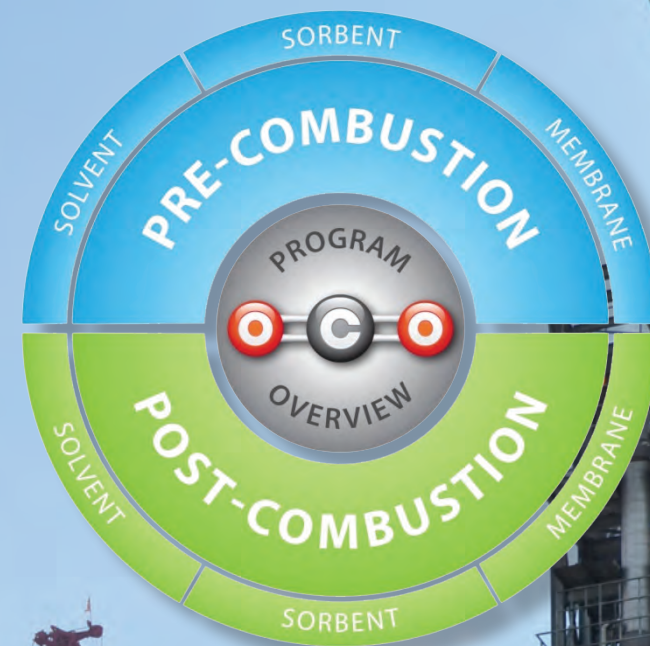 SORBENT
SOLVENT
MEMBRANE
PRE-COMBUSTION
PROGRAM
O C O
OVERVIEW
POST-COMBUSTION
SOLVENT
MEMBRANE
SORBENT